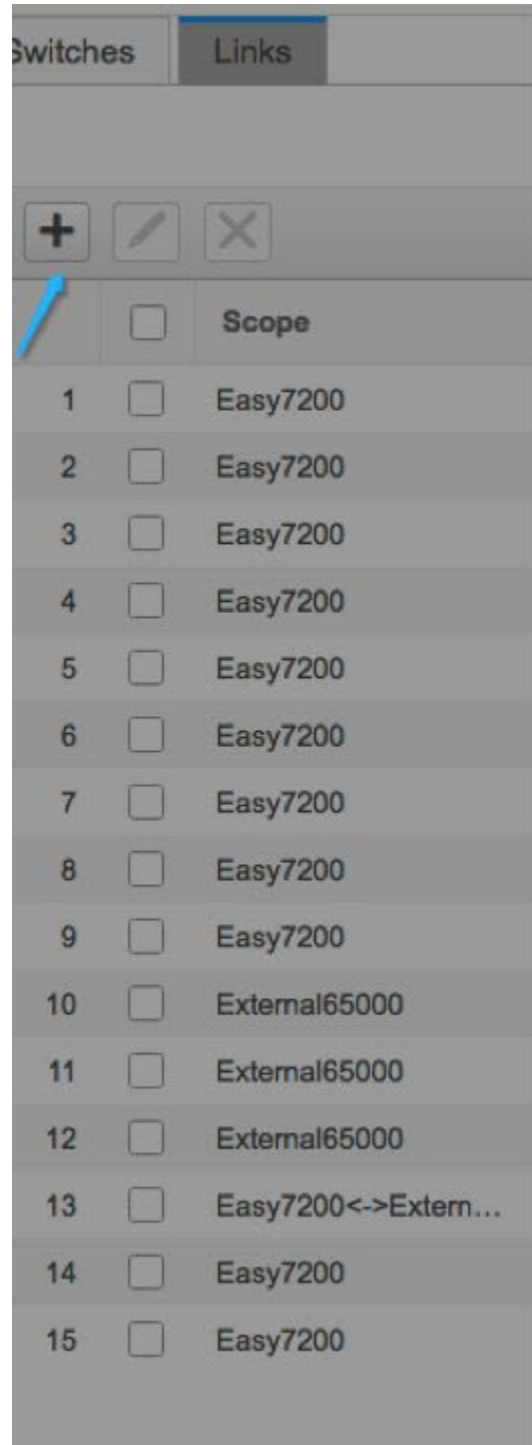 Switches Links
Scope
1 Easy7200
2 Easy7200
3 Easy7200
4 Easy7200
5 Easy7200
6 Easy7200
7 Easy7200
8 Easy7200
9 Easy7200
10 External65000
11 External65000
12 External65000
13 Easy7200<->Extern...
14 Easy7200
15 Easy7200